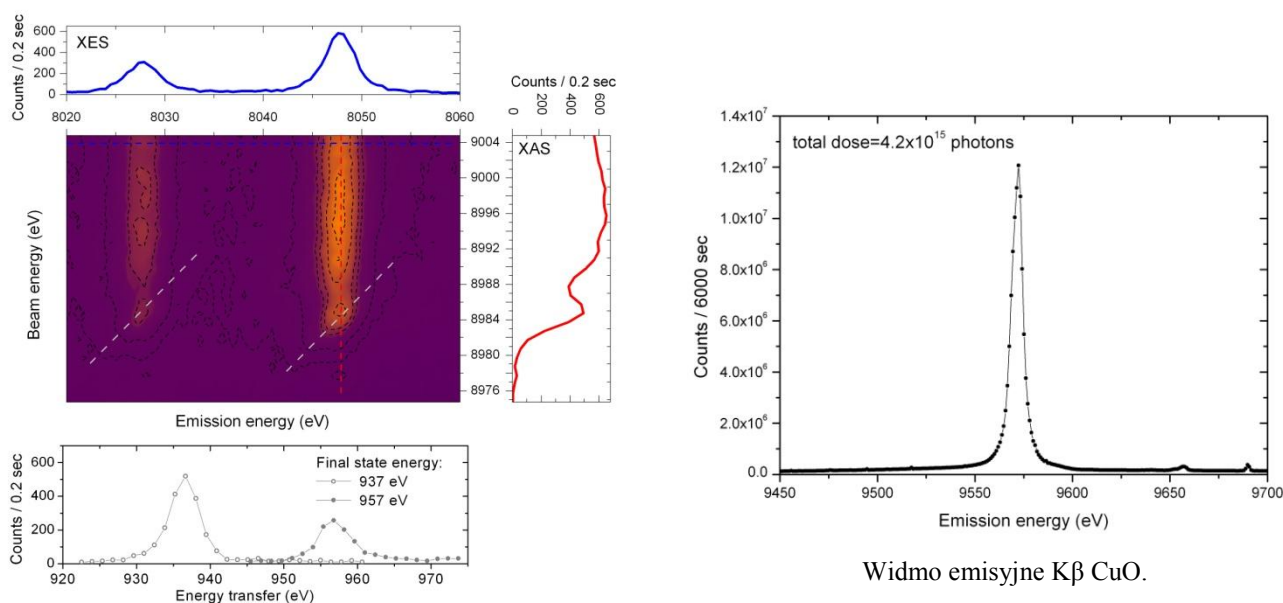 XES
Counts / 0.2 sec
600
400
200
0
8020 8030 8040 8050 8060
Counts / 0.2 sec
0 200 400 600
XAS
Beam energy (eV)
9004
9000
8996
8992
8988
8984
8980
8976
Emission energy (eV)
Final state energy:
937 eV
957 eV
Counts / 0.2 sec
600
400
200
0
920 930 940 950 960 970
Energy transfer (eV)
total dose=4.2x10¹⁵ photons
Counts / 6000 sec
1.4x10⁷
1.2x10⁷
1.0x10⁷
8.0x10⁶
6.0x10⁶
4.0x10⁶
2.0x10⁶
0.0
9450 9500 9550 9600 9650 9700
Emission energy (eV)
Widmo emisyjne Kβ CuO.